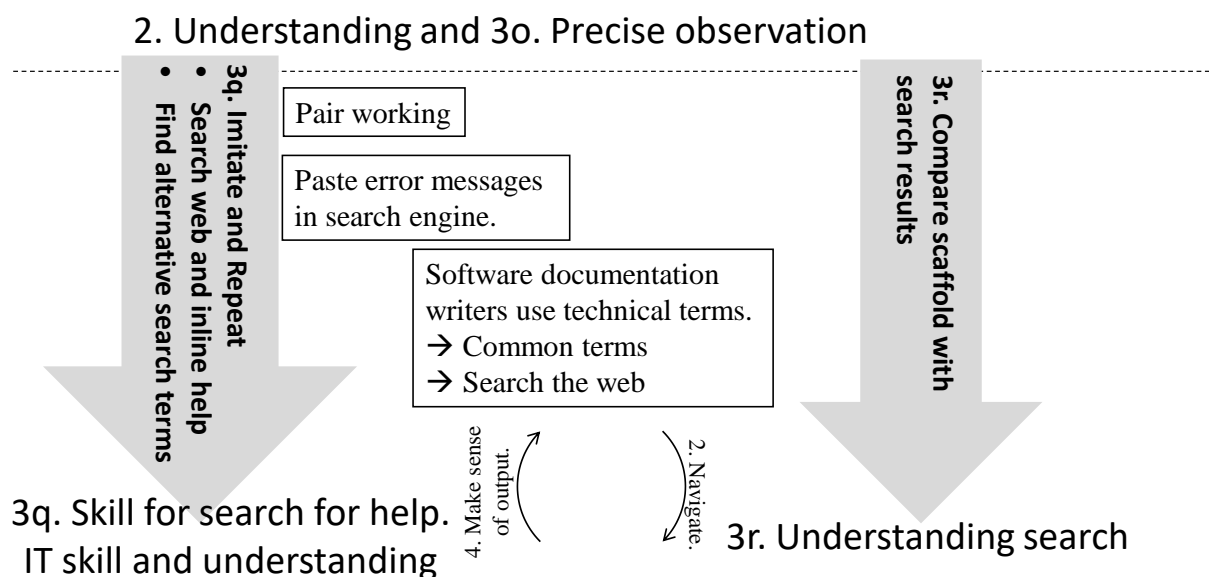 2. Understanding and 3o. Precise observation
3q. Imitate and Repeat
• Search web and inline help
• Find alternative search terms
Pair working
Paste error messages
in search engine.
Software documentation
writers use technical terms.
→ Common terms
→ Search the web
3r. Compare scaffold with
search results
4. Make sense
of output.
2. Navigate.
3q. Skill for search for help.
IT skill and understanding
3r. Understanding search